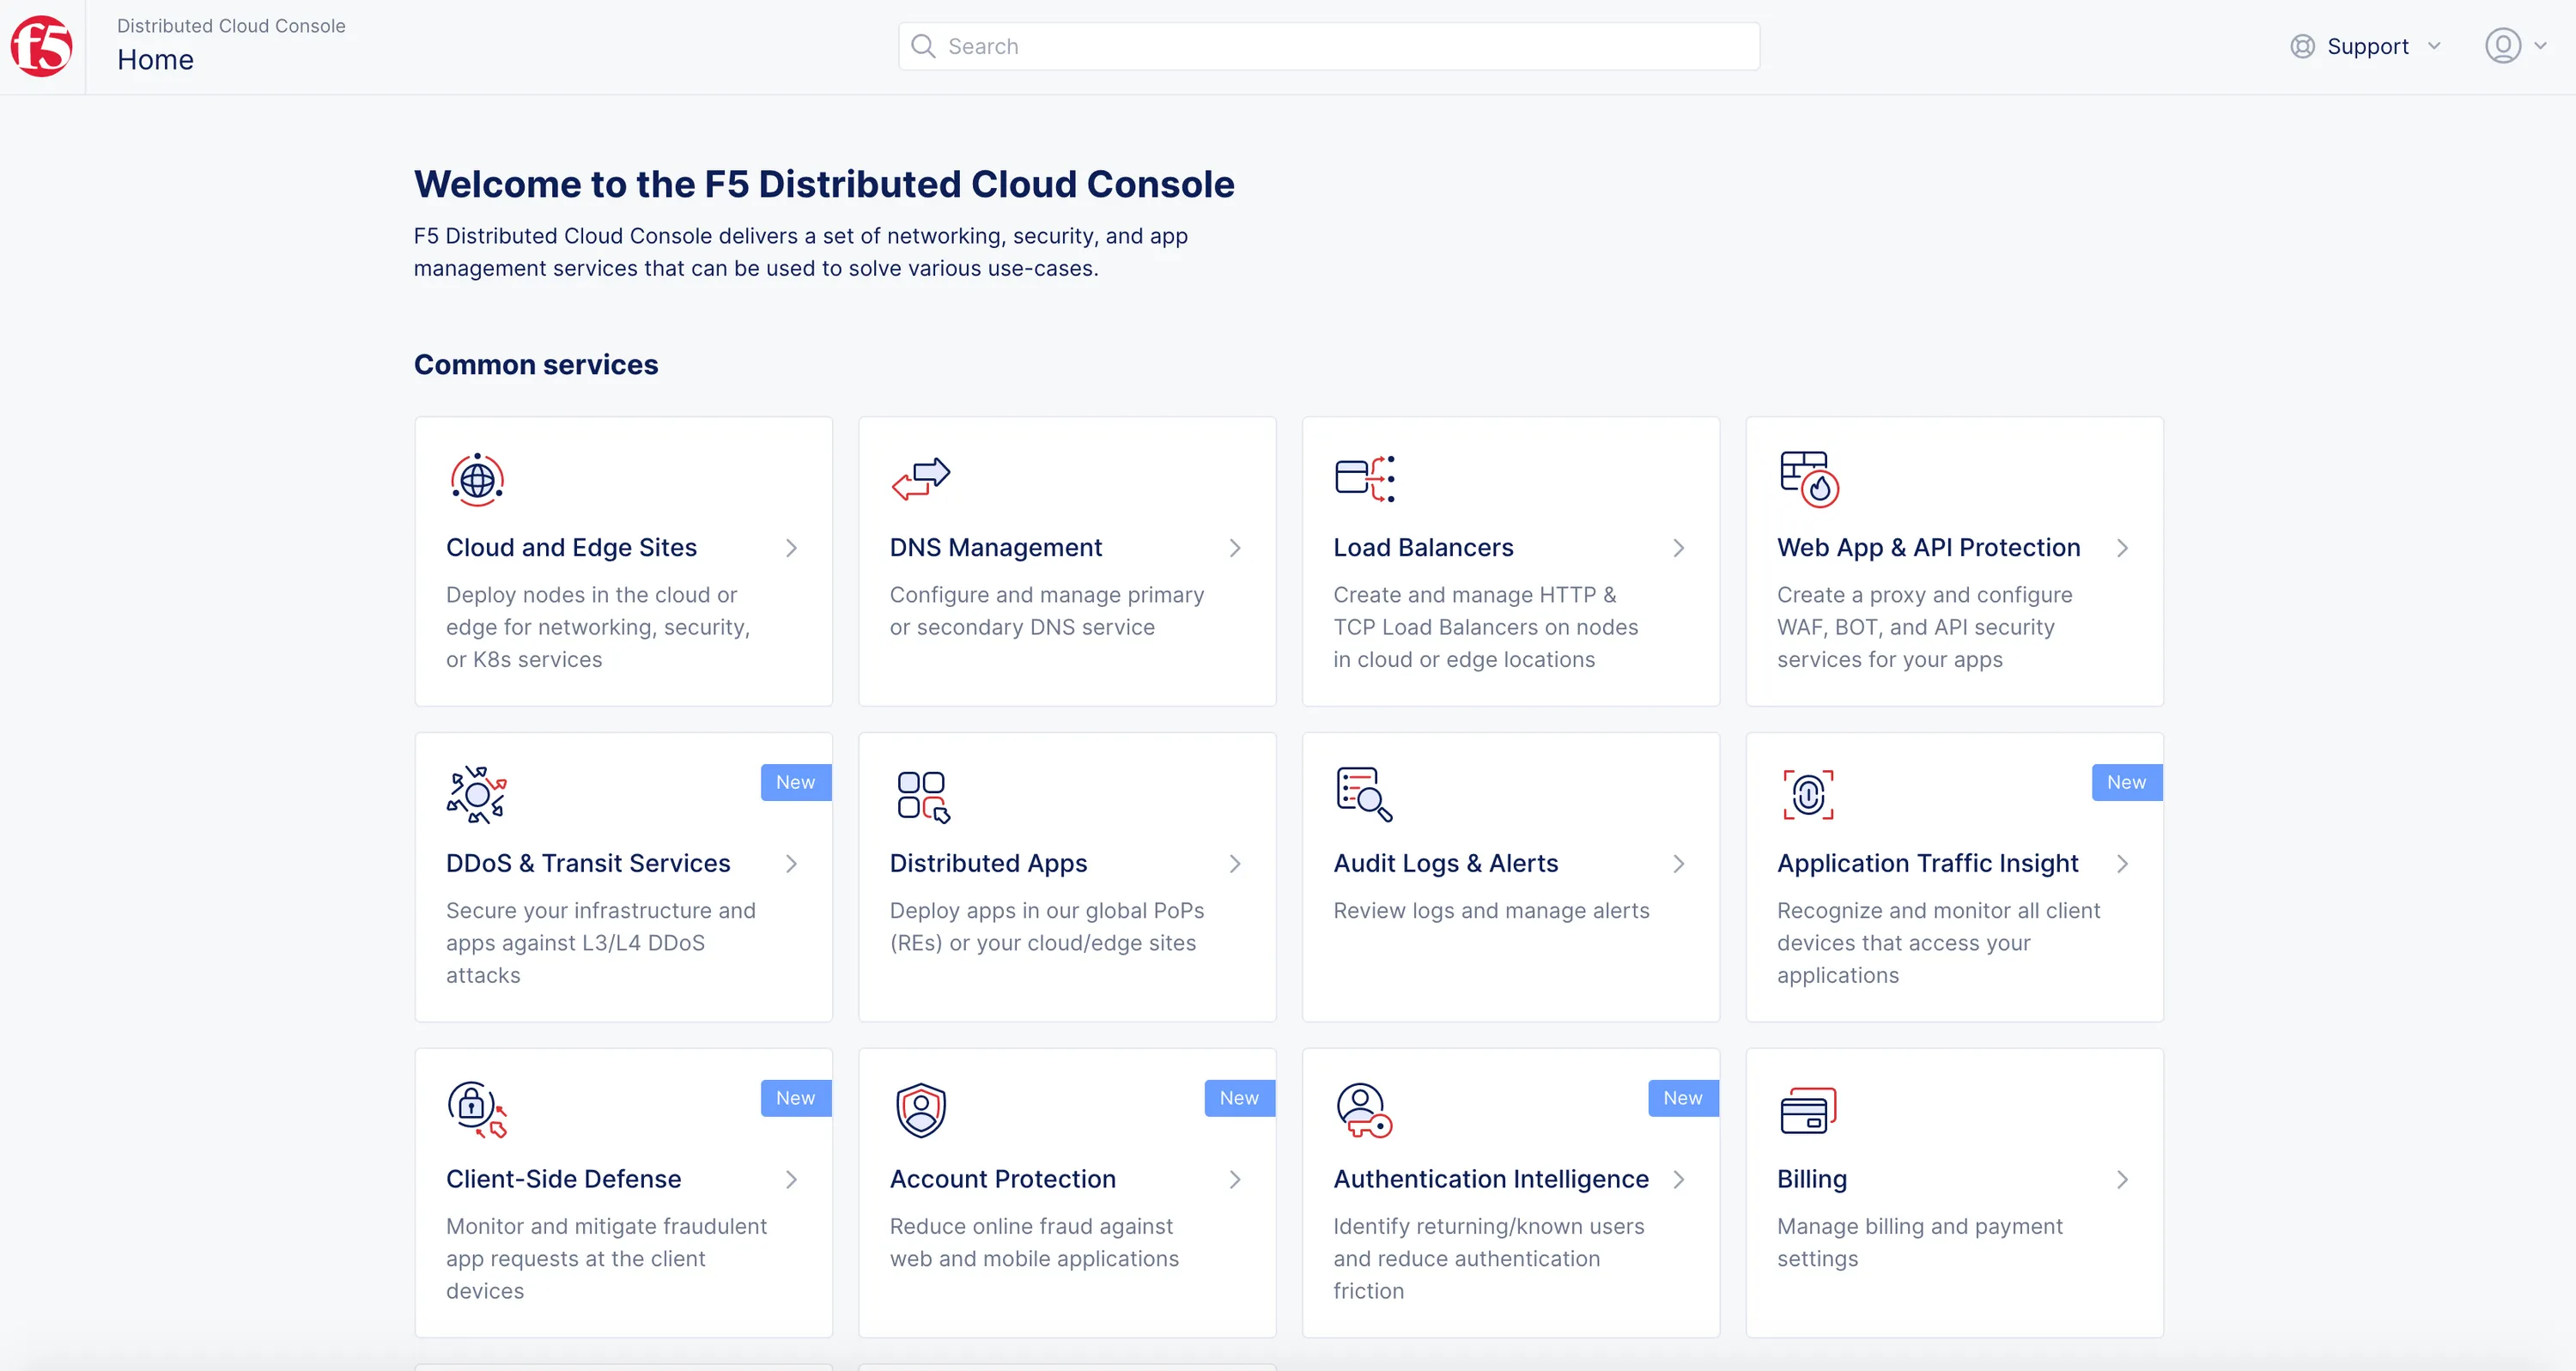 f5
Distributed Cloud Console
Home
Search
Support
Welcome to the F5 Distributed Cloud Console
F5 Distributed Cloud Console delivers a set of networking, security, and app
management services that can be used to solve various use-cases.
Common services
Cloud and Edge Sites
Deploy nodes in the cloud or
edge for networking, security,
or K8s services
DNS Management
Configure and manage primary
or secondary DNS service
Load Balancers
Create and manage HTTP &
TCP Load Balancers on nodes
in cloud or edge locations
Web App & API Protection
Create a proxy and configure
WAF, BOT, and API security
services for your apps
New
DDoS & Transit Services
Secure your infrastructure and
apps against L3/L4 DDoS
attacks
Distributed Apps
Deploy apps in our global PoPs
(REs) or your cloud/edge sites
Audit Logs & Alerts
Review logs and manage alerts
New
Application Traffic Insight
Recognize and monitor all client
devices that access your
applications
New
Client-Side Defense
Monitor and mitigate fraudulent
app requests at the client
devices
New
Account Protection
Reduce online fraud against
web and mobile applications
New
Authentication Intelligence
Identify returning/known users
and reduce authentication
friction
Billing
Manage billing and payment
settings